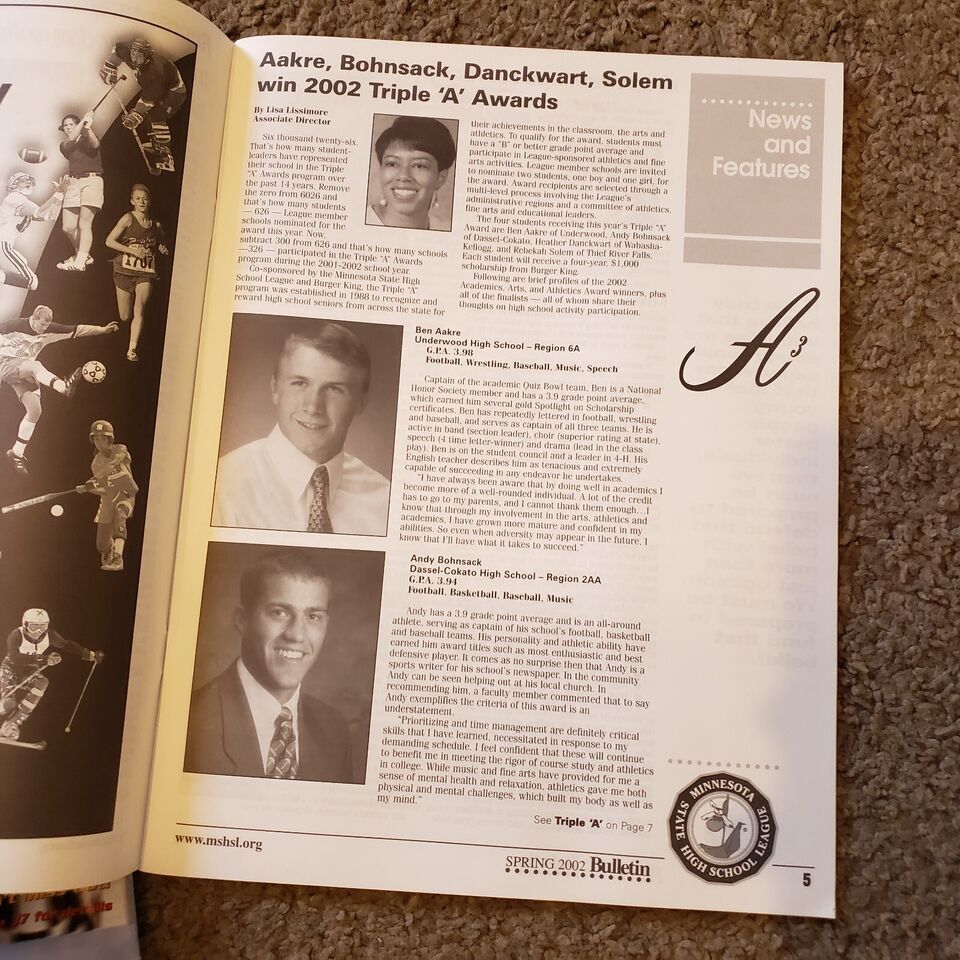 Aakre, Bohnsack, Danckwart, Solem
win 2002 Triple ‘A’ Awards
By Lisa Lissimore
Associate Director
Six thousand twenty-six.
That's how many student-
leaders have represented
their school in the Triple
"A" Awards program over
the past 14 years. Remove
the zero from 6026 and
that's how many students
— 626 — League member
schools nominated for the
award this year. Now,
subtract 300 from 626 and that's how many schools
—326 — participated in the Triple "A" Awards
program during the 2001-2002 school year.
Co-sponsored by the Minnesota State High
School League and Burger King, the Triple "A"
program was established in 1988 to recognize and
reward high school seniors from across the state for
their achievements in the classroom, the arts and
athletics. To qualify for the award, students must
have a "B" or better grade point average and
participate in League-sponsored athletics and fine
arts activities. League member schools are invited
to nominate two students, one boy and one girl, for
the award. Award recipients are selected through a
multi-level process involving the League's
administrative regions and a committee of athletics,
fine arts and educational leaders.
The four students receiving this year's Triple "A"
Award are Ben Aakre of Underwood, Andy Bohnsack
of Dassel-Cokato, Heather Danckwart of Wabasha-
Kellogg, and Rebekah Solem of Thief River Falls.
Each student will receive a four-year, $1,000
scholarship from Burger King.
Following are brief profiles of the 2002
Academics, Arts, and Athletics Award winners, plus
all of the finalists — all of whom share their
thoughts on high school activity participation.
News
and
Features
A3
Ben Aakre
Underwood High School – Region 6A
G.P.A. 3.98
Football, Wrestling, Baseball, Music, Speech
Captain of the academic Quiz Bowl team, Ben is a National
Honor Society member and has a 3.9 grade point average,
which earned him several gold Spotlight on Scholarship
certificates. Ben has repeatedly lettered in football, wrestling
and baseball, and serves as captain of all three teams. He is
active in band (section leader), choir (superior rating at state),
speech (4 time letter-winner) and drama (lead in the class
play). Ben is on the student council and a leader in 4-H. His
English teacher describes him as tenacious and extremely
capable of succeeding in any endeavor he undertakes.
"I have always been aware that by doing well in academics I
become more of a well-rounded individual. A lot of the credit
has to go to my parents, and I cannot thank them enough...I
know that through my involvement in the arts, athletics and
academics, I have grown more mature and confident in my
abilities. So even when adversity may appear in the future, I
know that I'll have what it takes to succeed."
Andy Bohnsack
Dassel-Cokato High School – Region 2AA
G.P.A. 3.94
Football, Basketball, Baseball, Music
Andy has a 3.9 grade point average and is an all-around
athlete, serving as captain of his school's football, basketball
and baseball teams. His personality and athletic ability have
earned him award titles such as most enthusiastic and best
defensive player. It comes as no surprise then that Andy is a
sports writer for his school's newspaper. In the community
Andy can be seen helping out at his local church. In
recommending him, a faculty member commented that to say
Andy exemplifies the criteria of this award is an
understatement.
"Prioritizing and time management are definitely critical
skills that I have learned, necessitated in response to my
demanding schedule. I feel confident that these will continue
to benefit me in meeting the rigor of course study and athletics
in college. While music and fine arts have provided for me a
sense of mental health and relaxation, athletics gave me both
physical and mental challenges, which built my body as well as
my mind."
See Triple ‘A’ on Page 7
MINNESOTA
STATE HIGH SCHOOL LEAGUE
www.mshsl.org
SPRING 2002 Bulletin
5
1707
for details